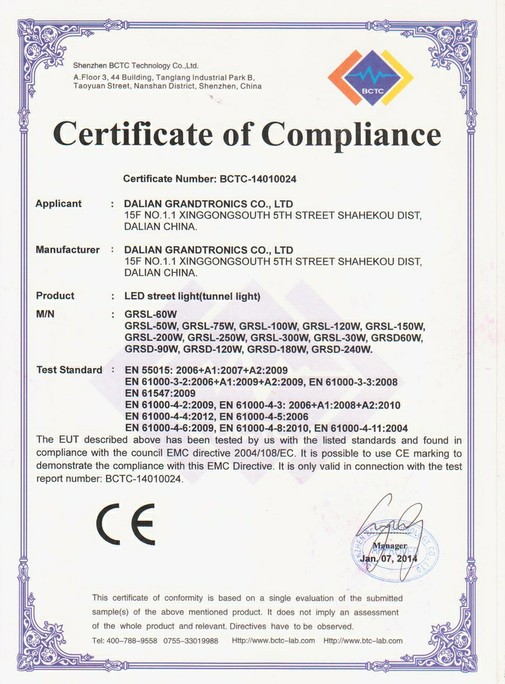 Shenzhen BCTC Technology Co.,Ltd.
A.Floor 3, 44 Building, Tanglang Industrial Park B,
Taoyuan Street, Nanshan District, Shenzhen, China
BCTC
Certificate of Compliance
Certificate Number: BCTC-14010024
Applicant : DALIAN GRANDTRONICS CO., LTD
15F NO.1.1 XINGGONGSOUTH 5TH STREET SHAHEKOU DIST,
DALIAN CHINA.
Manufacturer : DALIAN GRANDTRONICS CO., LTD
15F NO.1.1 XINGGONGSOUTH 5TH STREET SHAHEKOU DIST,
DALIAN CHINA.
Product : LED street light(tunnel light)
M/N : GRSL-60W
GRSL-50W, GRSL-75W, GRSL-100W, GRSL-120W, GRSL-150W,
GRSL-200W, GRSL-250W, GRSL-300W, GRSL-30W, GRSD60W,
GRSD-90W, GRSD-120W, GRSD-180W, GRSD-240W.
Test Standard : EN 55015: 2006+A1:2007+A2:2009
EN 61000-3-2:2006+A1:2009+A2:2009, EN 61000-3-3:2008
EN 61547:2009
EN 61000-4-2:2009, EN 61000-4-3: 2006+A1:2008+A2:2010
EN 61000-4-4:2012, EN 61000-4-5:2006
EN 61000-4-6:2009, EN 61000-4-8:2010, EN 61000-4-11:2004
The EUT described above has been tested by us with the listed standards and found in
compliance with the council EMC directive 2004/108/EC. It is possible to use CE marking to
demonstrate the compliance with this EMC Directive. It is only valid in connection with the test
report number: BCTC-14010024.
CE
Manager
Jan, 07, 2014
This certificate of conformity is based on a single evaluation of the submitted
sample(s) of the above mentioned product. It does not imply an assessment
of the whole product and relevant. Directives have to be observed.
Tel: 400-788-9558 0755-33019988 Http://www.bctc-lab.com Http://www.btc-lab.com